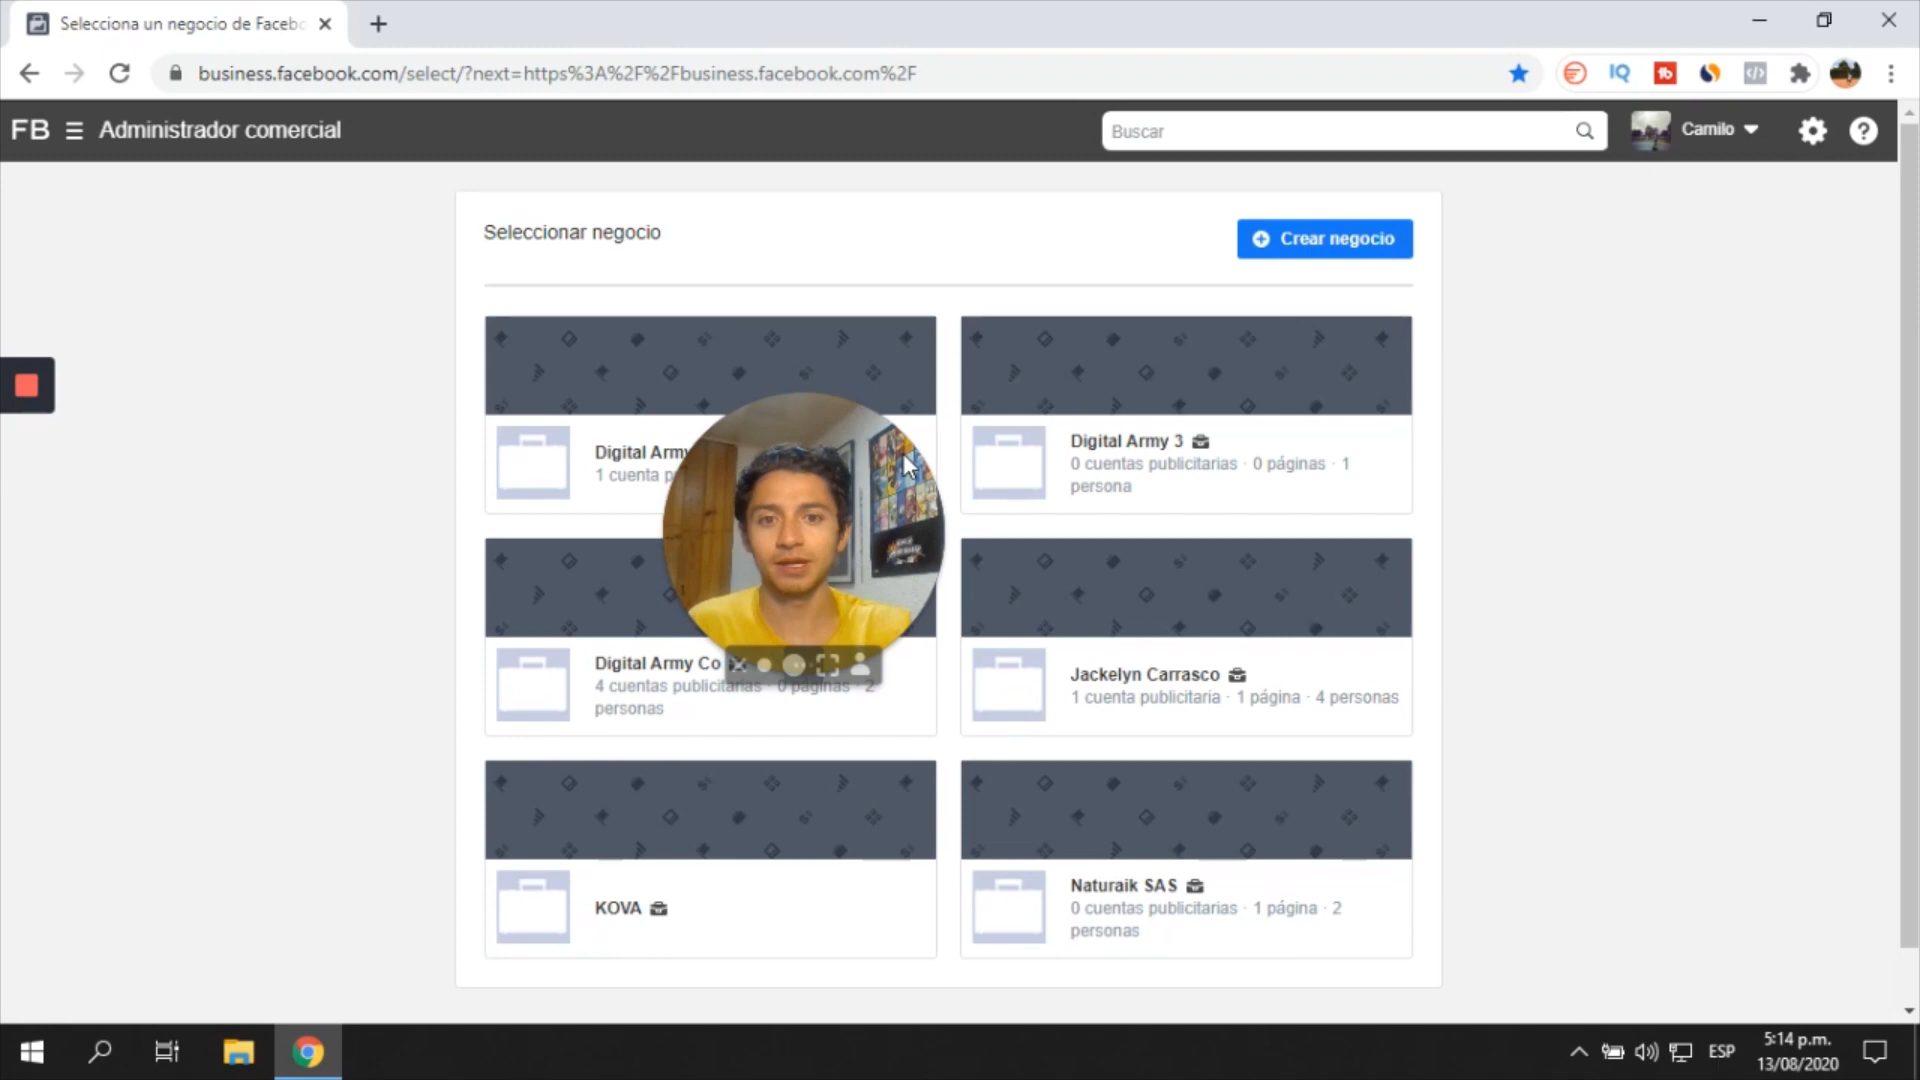 Selecciona un negocio de Facebo
business.facebook.com/select/?next=https%3A%2F%2Fbusiness.facebook.com%2F
FB Administrador comercial
Buscar
Camilo
Seleccionar negocio
Crear negocio
Digital Army
1 cuenta p
Digital Army 3
0 cuentas publicitarias · 0 páginas · 1
persona
Digital Army Co
4 cuentas publicitarias · 0 páginas · 2
personas
Jackelyn Carrasco
1 cuenta publicitaria · 1 página · 4 personas
KOVA
Naturaik SAS
0 cuentas publicitarias · 1 página · 2
personas
ESP
5:14 p.m.
13/08/2020